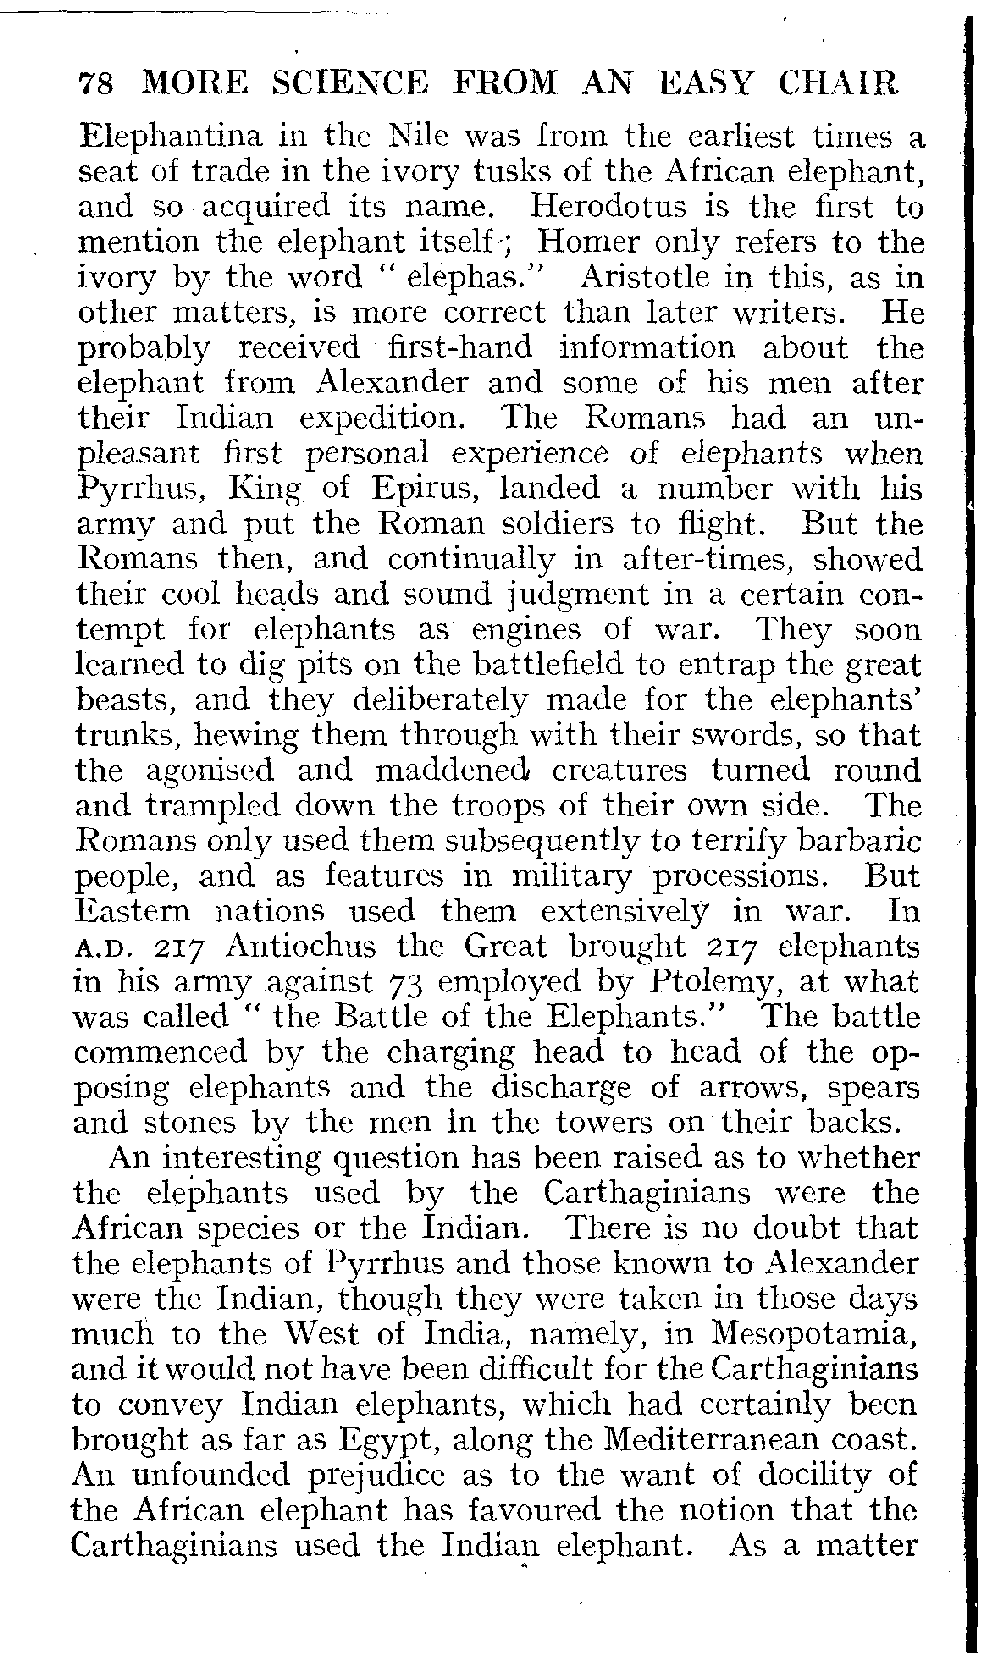 78 MORE SCIENCE FROM AN EASY CHAIR
Elephantina in the Nile was from the earliest times a
seat of trade in the ivory tusks of the African elephant,
and so acquired its name. Herodotus is the first to
mention the elephant itself; Homer only refers to the
ivory by the word " elephas." Aristotle in this, as in
other matters, is more correct than later writers. He
probably received first-hand information about the
elephant from Alexander and some of his men after
their Indian expedition. The Romans had an un-
pleasant first personal experience of elephants when
Pyrrhus, King of Epirus, landed a number with his
army and put the Roman soldiers to flight. But the
Romans then, and continually in after-times, showed
their cool heads and sound judgment in a certain con-
tempt for elephants as engines of war. They soon
learned to dig pits on the battlefield to entrap the great
beasts, and they deliberately made for the elephants'
trunks, hewing them through with their swords, so that
the agonised and maddened creatures turned round
and trampled down the troops of their own side. The
Romans only used them subsequently to terrify barbaric
people, and as features in military processions. But
Eastern nations used them extensively in war. In
A.D. 217 Antiochus the Great brought 217 elephants
in his army against 73 employed by Ptolemy, at what
was called " the Battle of the Elephants." The battle
commenced by the charging head to head of the op-
posing elephants and the discharge of arrows, spears
and stones by the men in the towers on their backs.
An interesting question has been raised as to whether
the elephants used by the Carthaginians were the
African species or the Indian. There is no doubt that
the elephants of Pyrrhus and those known to Alexander
were the Indian, though they were taken in those days
much to the West of India, namely, in Mesopotamia,
and it would not have been difficult for the Carthaginians
to convey Indian elephants, which had certainly been
brought as far as Egypt, along the Mediterranean coast.
An unfounded prejudice as to the want of docility of
the African elephant has favoured the notion that the
Carthaginians used the Indian elephant. As a matter